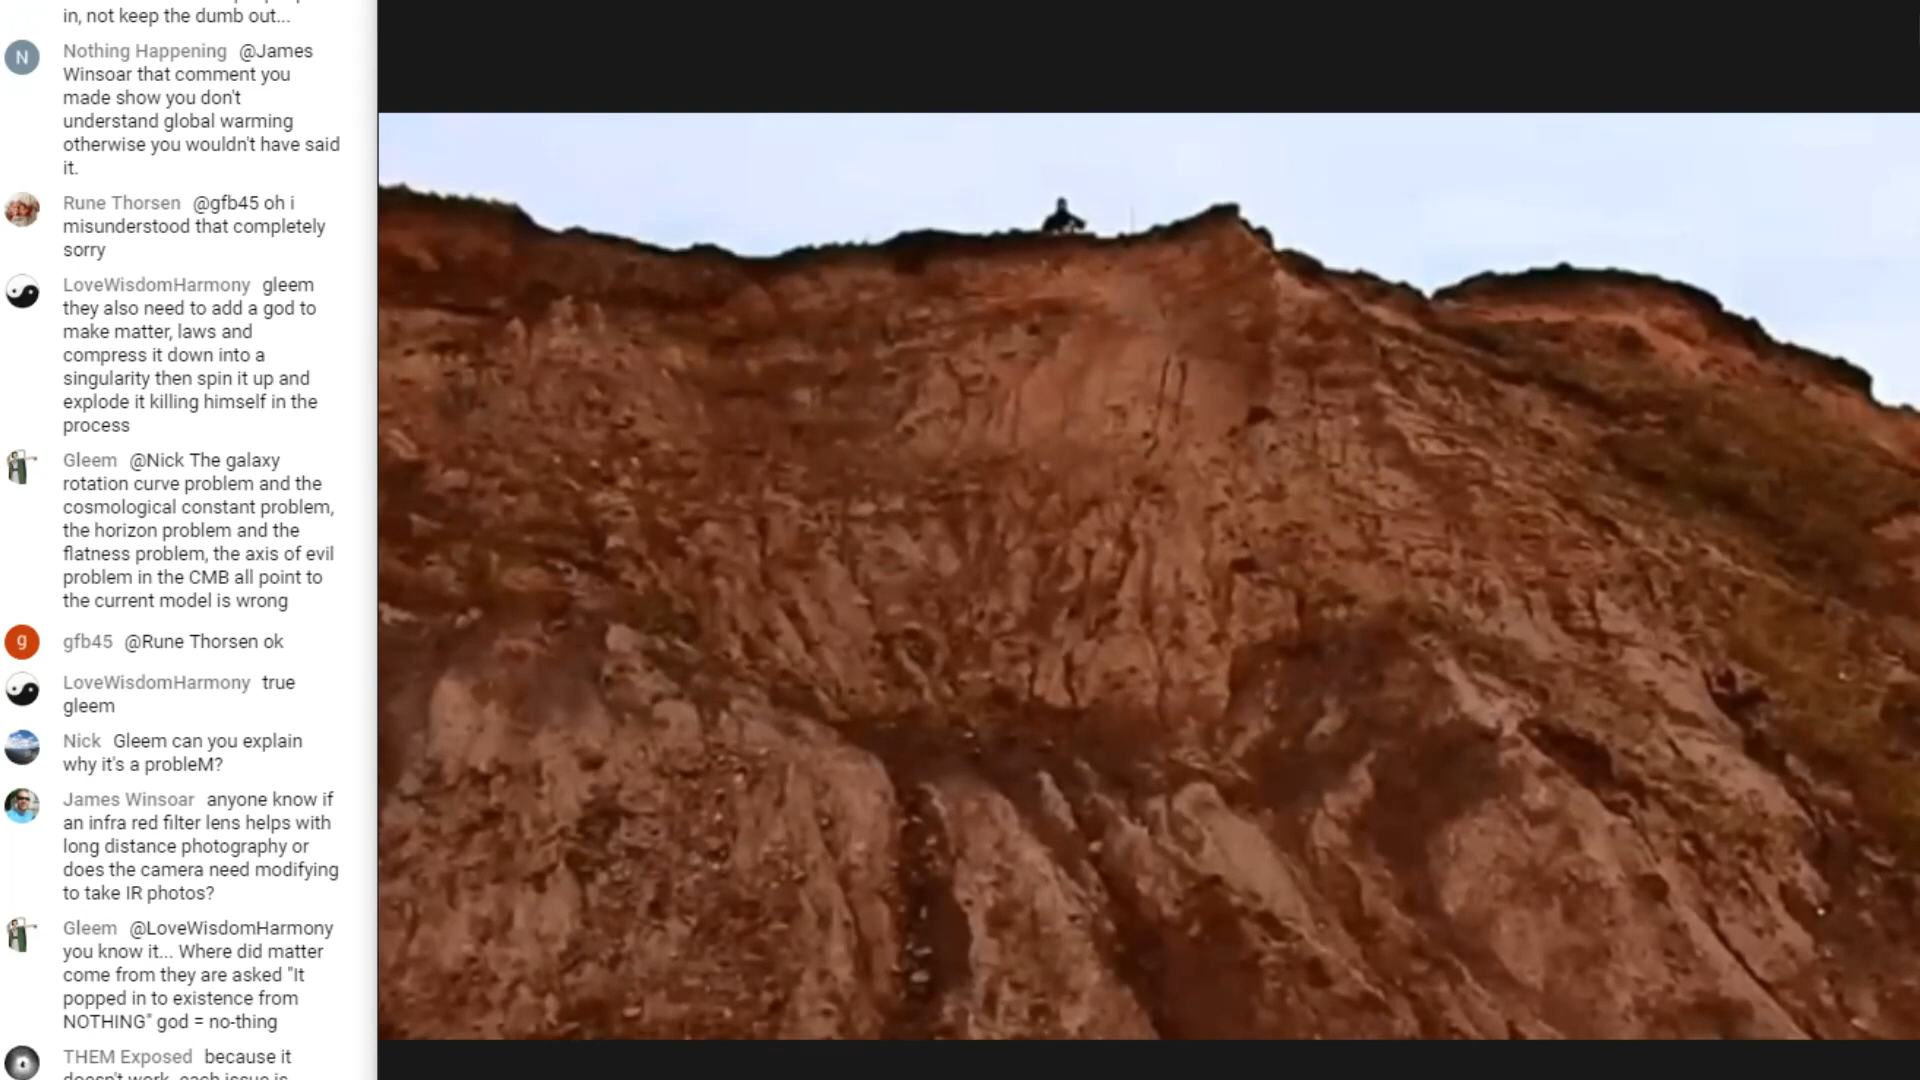 in, not keep the dumb out...
N
Nothing Happening @James
Winsoar that comment you
made show you don't
understand global warming
otherwise you wouldn't have said
it.
Rune Thorsen @gfb45 oh i
misunderstood that completely
sorry
LoveWisdomHarmony gleem
they also need to add a god to
make matter, laws and
compress it down into a
singularity then spin it up and
explode it killing himself in the
process
Gleem @Nick The galaxy
rotation curve problem and the
cosmological constant problem,
the horizon problem and the
flatness problem, the axis of evil
problem in the CMB all point to
the current model is wrong
g
gfb45 @Rune Thorsen ok
LoveWisdomHarmony true
gleem
Nick Gleem can you explain
why it's a probleM?
James Winsoar anyone know if
an infra red filter lens helps with
long distance photography or
does the camera need modifying
to take IR photos?
Gleem @LoveWisdomHarmony
you know it... Where did matter
come from they are asked "It
popped in to existence from
NOTHING" god = no-thing
THEM Exposed because it
doesn't work, each issue is